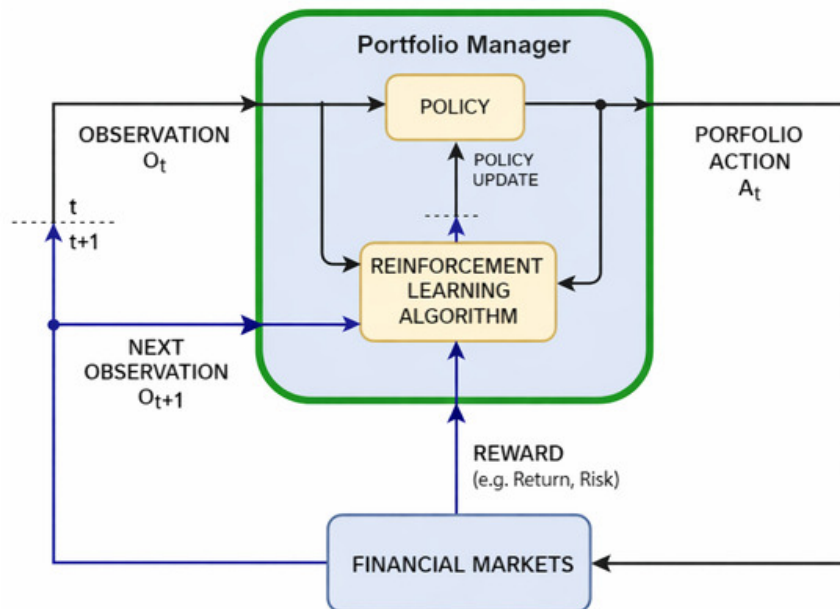 Portfolio Manager
POLICY
OBSERVATION
Oₜ
PORFOLIO
ACTION
Aₜ
POLICY
UPDATE
t
t+1
REINFORCEMENT
LEARNING
ALGORITHM
NEXT
OBSERVATION
Oₜ₊₁
REWARD
(e.g. Return, Risk)
FINANCIAL MARKETS